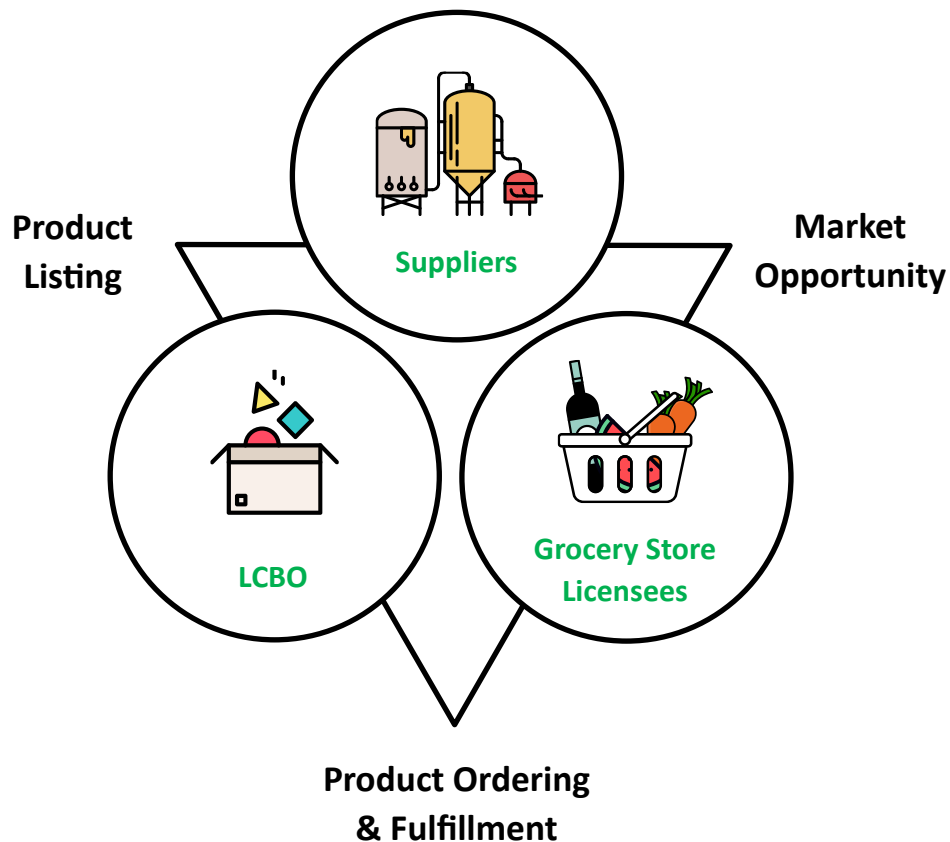 Suppliers
Product
Listing
Market
Opportunity
LCBO
Grocery Store
Licensees
Product Ordering
& Fulfillment